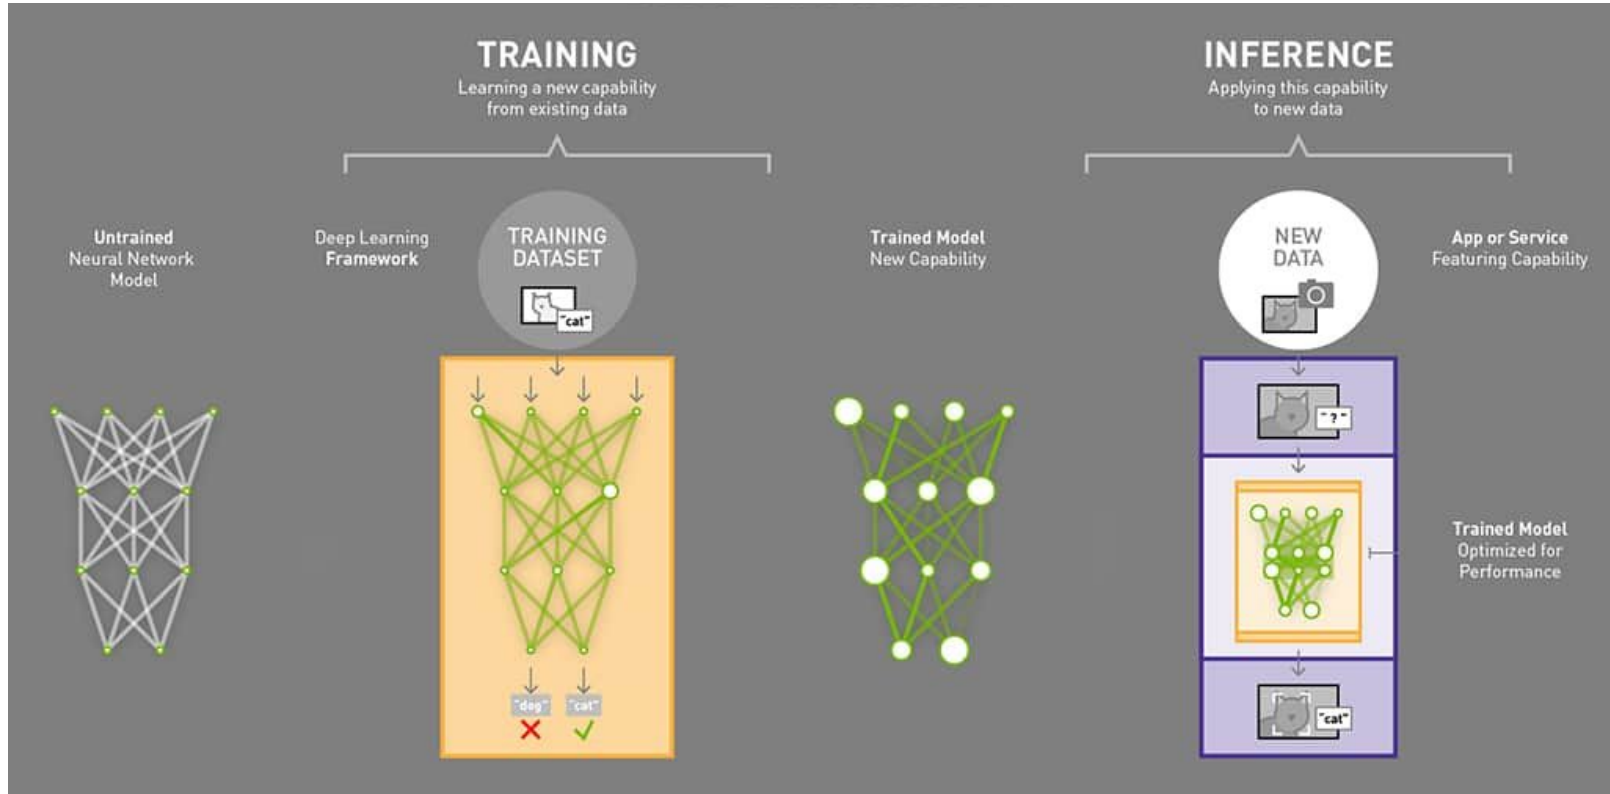 TRAINING
Learning a new capability
from existing data
INFERENCE
Applying this capability
to new data
Untrained
Neural Network
Model
Deep Learning
Framework
TRAINING
DATASET
"cat"
Trained Model
New Capability
NEW
DATA
App or Service
Featuring Capability
"?"
Trained Model
Optimized for
Performance
"dog"
"cat"
"cat"